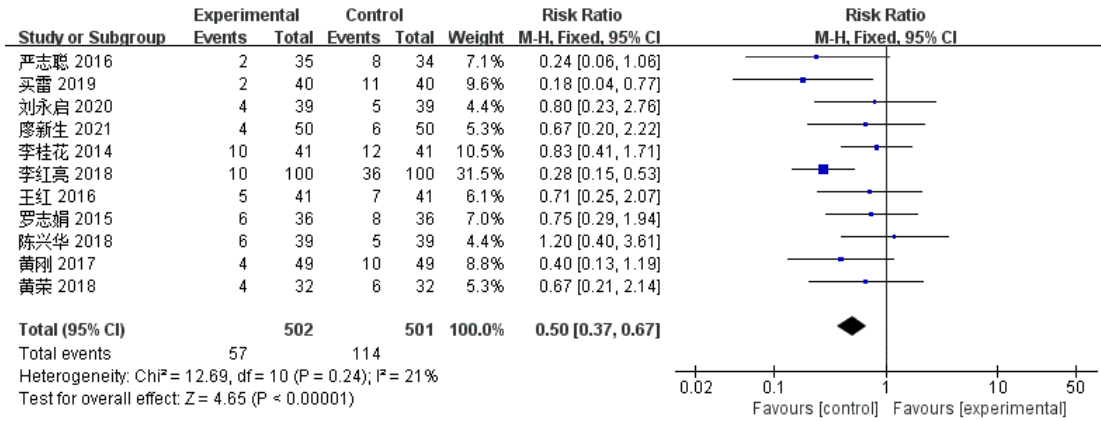 Experimental Control Risk Ratio Risk Ratio
Study or Subgroup Events Total Events Total Weight M-H, Fixed, 95% CI M-H, Fixed, 95% CI
严志聪 2016 2 35 8 34 7.1% 0.24 [0.06, 1.06]
买雷 2019 2 40 11 40 9.6% 0.18 [0.04, 0.77]
刘永启 2020 4 39 5 39 4.4% 0.80 [0.23, 2.76]
廖新生 2021 4 50 6 50 5.3% 0.67 [0.20, 2.22]
李桂花 2014 10 41 12 41 10.5% 0.83 [0.41, 1.71]
李红亮 2018 10 100 36 100 31.5% 0.28 [0.15, 0.53]
王红 2016 5 41 7 41 6.1% 0.71 [0.25, 2.07]
罗志娟 2015 6 36 8 36 7.0% 0.75 [0.29, 1.94]
陈兴华 2018 6 39 5 39 4.4% 1.20 [0.40, 3.61]
黄刚 2017 4 49 10 49 8.8% 0.40 [0.13, 1.19]
黄荣 2018 4 32 6 32 5.3% 0.67 [0.21, 2.14]
Total (95% CI) 502 501 100.0% 0.50 [0.37, 0.67]
Total events 57 114
Heterogeneity: Chi² = 12.69, df = 10 (P = 0.24); I² = 21%
Test for overall effect: Z = 4.65 (P < 0.00001)
0.02 0.1 1 10 50
Favours [control] Favours [experimental]